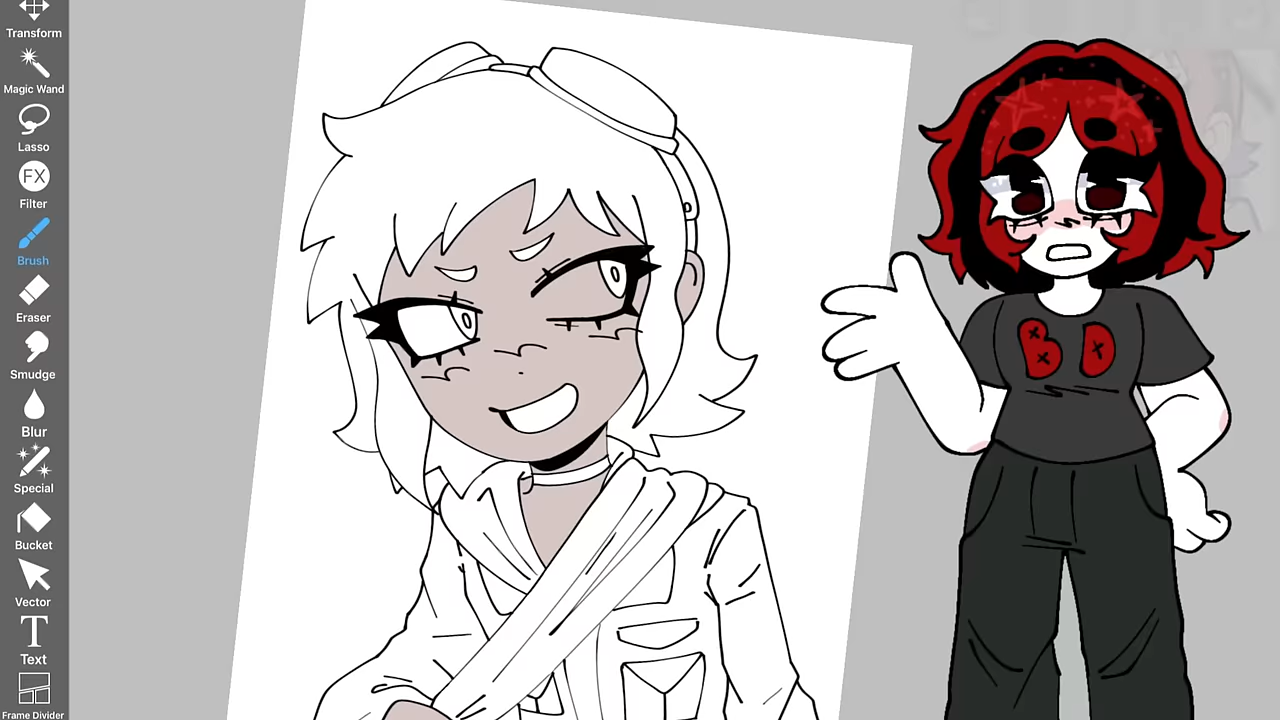 Transform
Magic Wand
Lasso
FX
Filter
Brush
Eraser
Smudge
Blur
Special
Bucket
Vector
T
Text
Frame Divider
B D